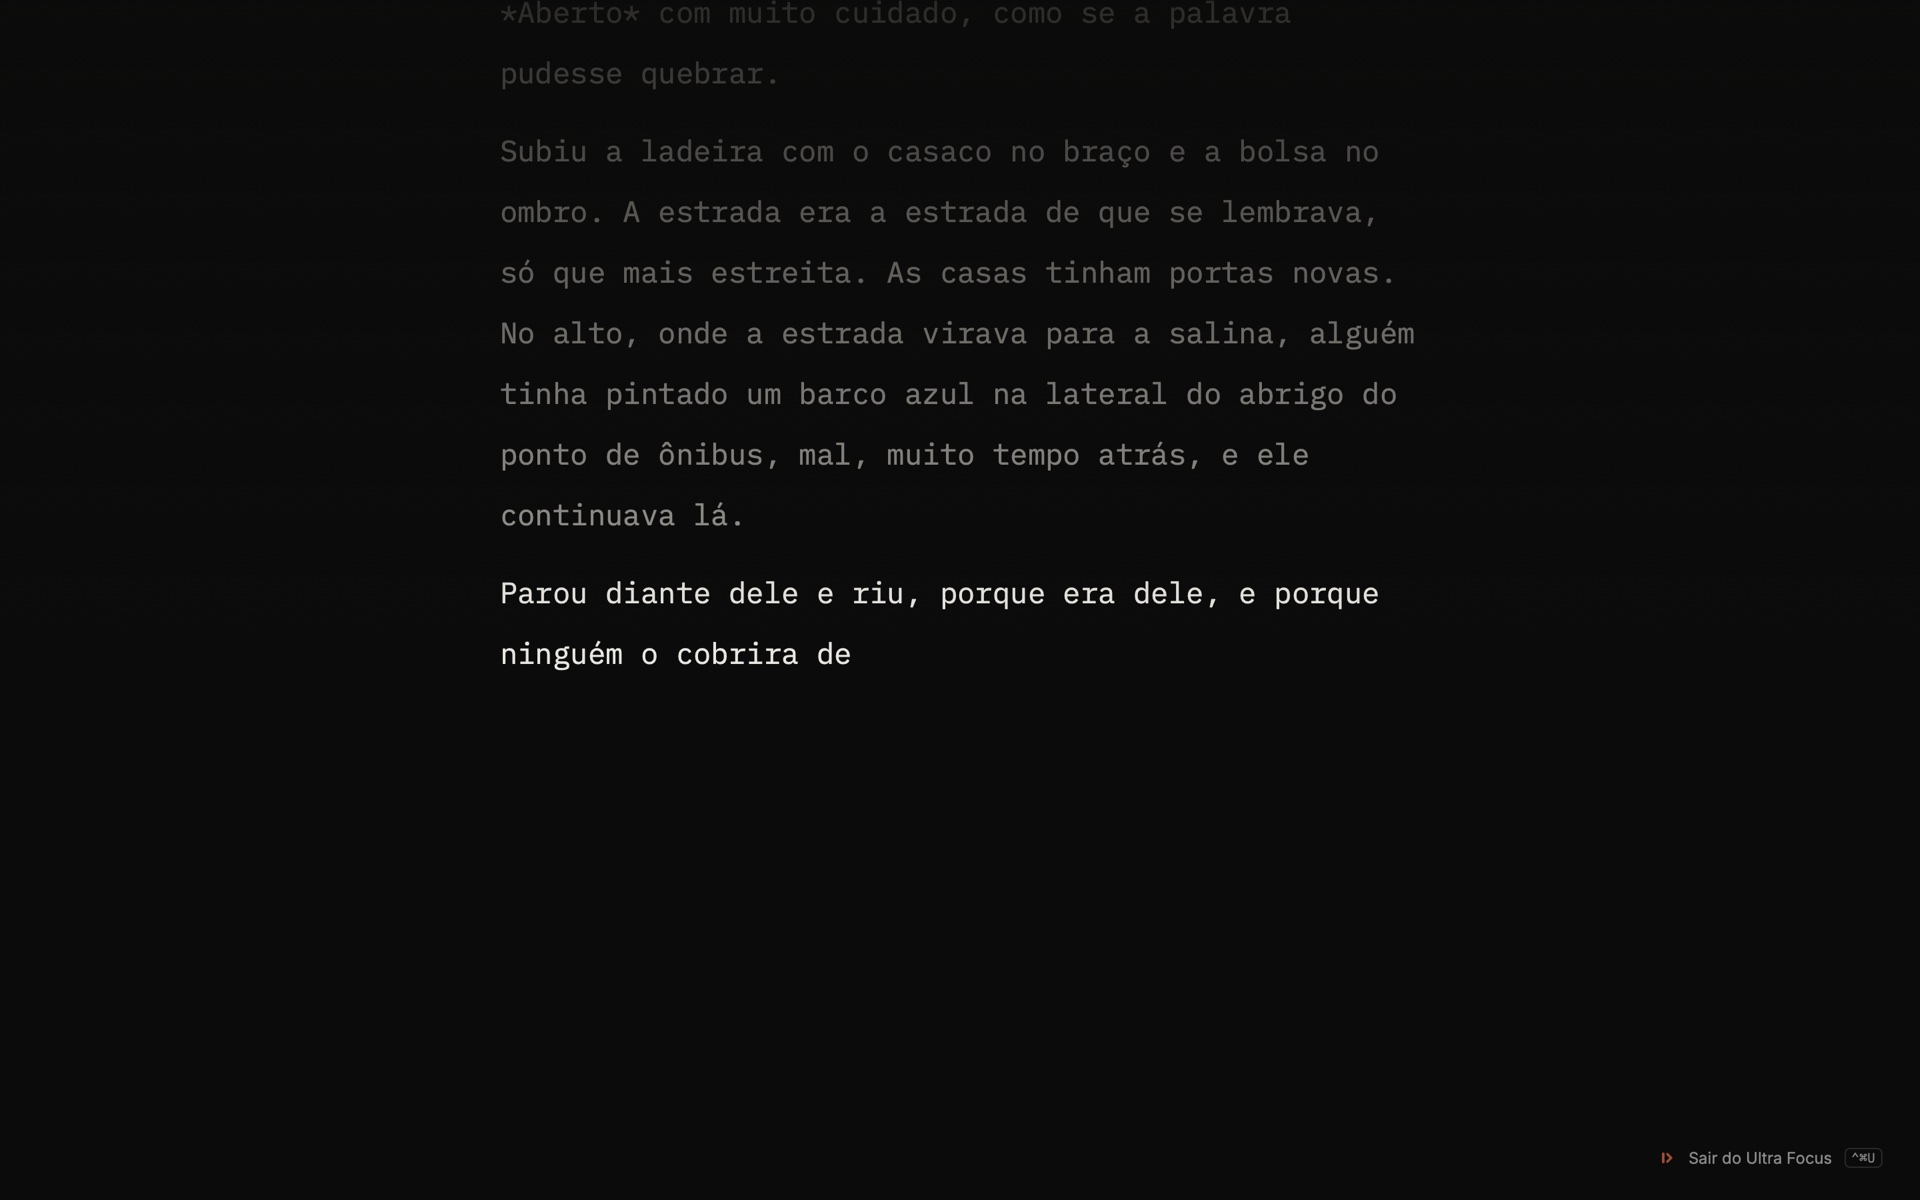 *Aberto* com muito cuidado, como se a palavra
pudesse quebrar.
Subiu a ladeira com o casaco no braço e a bolsa no
ombro. A estrada era a estrada de que se lembrava,
só que mais estreita. As casas tinham portas novas.
No alto, onde a estrada virava para a salina, alguém
tinha pintado um barco azul na lateral do abrigo do
ponto de ônibus, mal, muito tempo atrás, e ele
continuava lá.
Parou diante dele e riu, porque era dele, e porque
ninguém o cobrira de
Sair do Ultra Focus ^⌘U